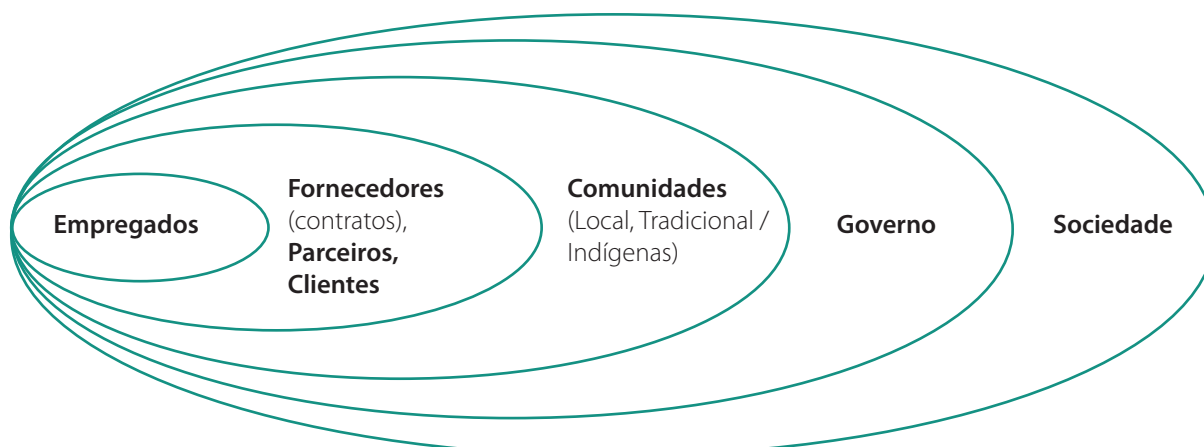 Empregados
Fornecedores
(contratos),
Parceiros,
Clientes
Comunidades
(Local, Tradicional /
Indígenas)
Governo
Sociedade